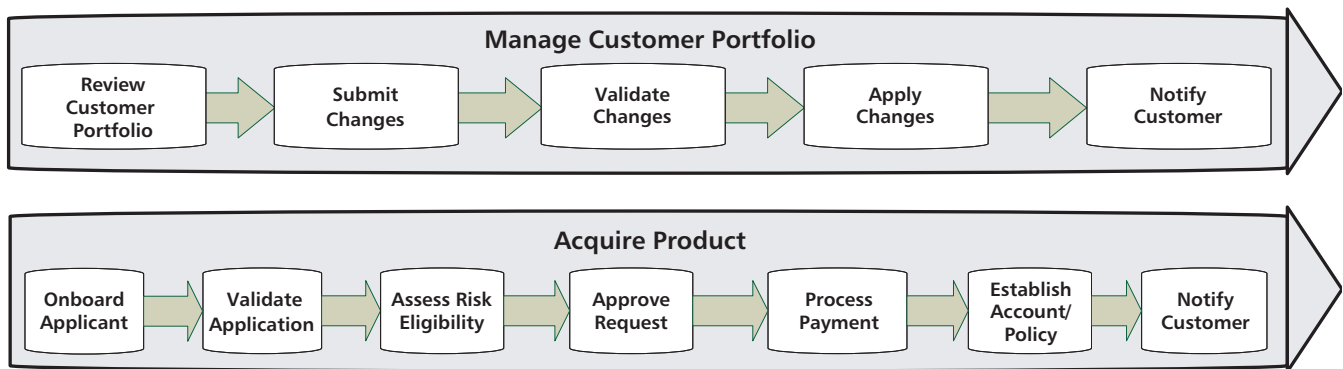 Manage Customer Portfolio
Review
Customer
Portfolio
Submit
Changes
Validate
Changes
Apply
Changes
Notify
Customer
Acquire Product
Onboard
Applicant
Validate
Application
Assess Risk
Eligibility
Approve
Request
Process
Payment
Establish
Account/
Policy
Notify
Customer